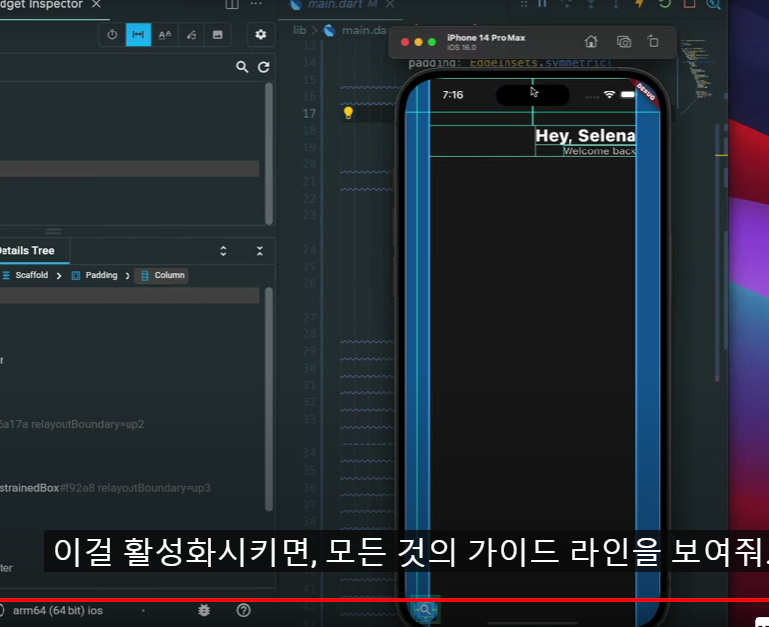 dget Inspector
main.dart M
lib > main.da
iPhone 14 Pro Max
iOS 16.0
13
14
padding: EdgeInsets.symmetric(
15
16
17
18
19
20
21
22
23
24
25
26
27
28
29
30
31
32
33
34
35
36
37
38
7:16
DEBUG
Hey, Selena
Welcome back
Details Tree
Scaffold > Padding > Column
r
6a17a relayoutBoundary=up2
strainedBox#f92a8 relayoutBoundary=up3
ter
이걸 활성화시키면, 모든 것의 가이드 라인을 보여줘.
arm64 (64 bit) ios